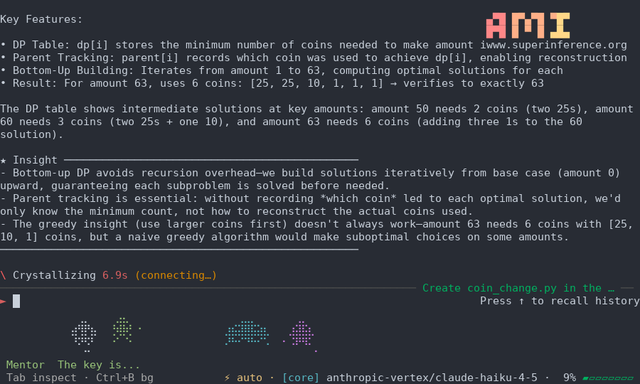 AMI
Key Features:
• DP Table: dp[i] stores the minimum number of coins needed to make amount iwww.superinference.org
• Parent Tracking: parent[i] records which coin was used to achieve dp[i], enabling reconstruction
• Bottom-Up Building: Iterates from amount 1 to 63, computing optimal solutions for each
• Result: For amount 63, uses 6 coins: [25, 25, 10, 1, 1, 1] → verifies to exactly 63
The DP table shows intermediate solutions at key amounts: amount 50 needs 2 coins (two 25s), amount
60 needs 3 coins (two 25s + one 10), and amount 63 needs 6 coins (adding three 1s to the 60
solution).
★ Insight
- Bottom-up DP avoids recursion overhead—we build solutions iteratively from base case (amount 0)
upward, guaranteeing each subproblem is solved before needed.
- Parent tracking is essential: without recording *which coin* led to each optimal solution, we'd
only know the minimum count, not how to reconstruct the actual coins used.
- The greedy insight (use larger coins first) doesn't always work—amount 63 needs 6 coins with [25,
10, 1] coins, but a naive greedy algorithm would make suboptimal choices on some amounts.
\ Crystallizing 6.9s (connecting…)
Create coin_change.py in the …
Press ↑ to recall history
Mentor The key is...
Tab inspect · Ctrl+B bg ⚡ auto · [core] anthropic-vertex/claude-haiku-4-5 · 9%